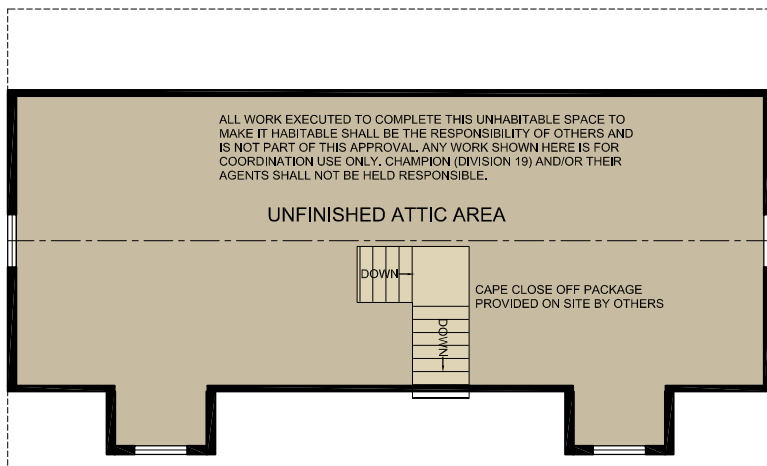 ALL WORK EXECUTED TO COMPLETE THIS UNHABITABLE SPACE TO
MAKE IT HABITABLE SHALL BE THE RESPONSIBILITY OF OTHERS AND
IS NOT PART OF THIS APPROVAL. ANY WORK SHOWN HERE IS FOR
COORDINATION USE ONLY. CHAMPION (DIVISION 19) AND/OR THEIR
AGENTS SHALL NOT BE HELD RESPONSIBLE.
UNFINISHED ATTIC AREA
DOWN
CAPE CLOSE OFF PACKAGE
PROVIDED ON SITE BY OTHERS
DOWN